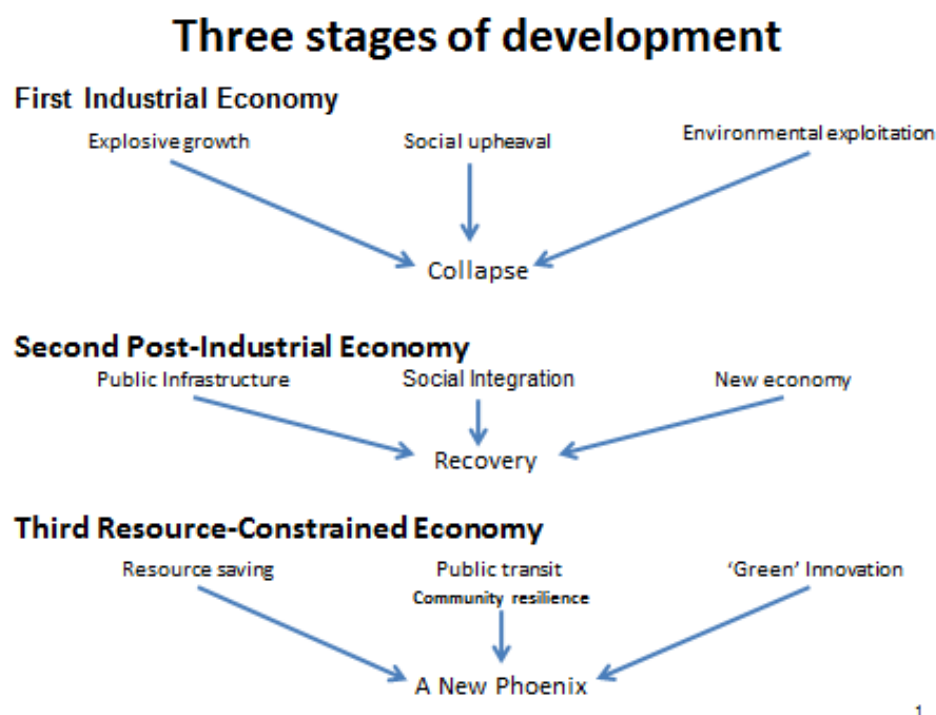 Three stages of development
First Industrial Economy
Explosive growth
Social upheaval
Environmental exploitation
Collapse
Second Post-Industrial Economy
Public Infrastructure
Social Integration
New economy
Recovery
Third Resource-Constrained Economy
Resource saving
Public transit
'Green' Innovation
Community resilience
A New Phoenix
1